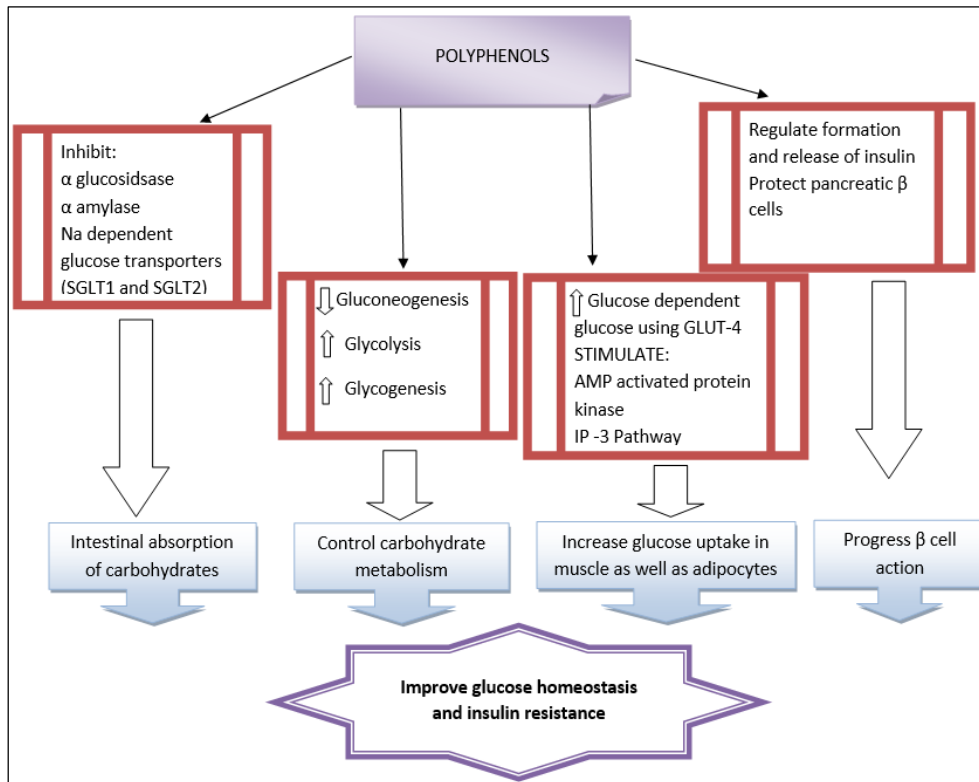 POLYPHENOLS
Inhibit:
α glucosidsase
α amylase
Na dependent
glucose transporters
(SGLT1 and SGLT2)
Gluconeogenesis
Glycolysis
Glycogenesis
Glucose dependent
glucose using GLUT-4
STIMULATE:
AMP activated protein
kinase
IP -3 Pathway
Regulate formation
and release of insulin
Protect pancreatic β
cells
Intestinal absorption
of carbohydrates
Control carbohydrate
metabolism
Increase glucose uptake in
muscle as well as adipocytes
Progress β cell
action
Improve glucose homeostasis
and insulin resistance